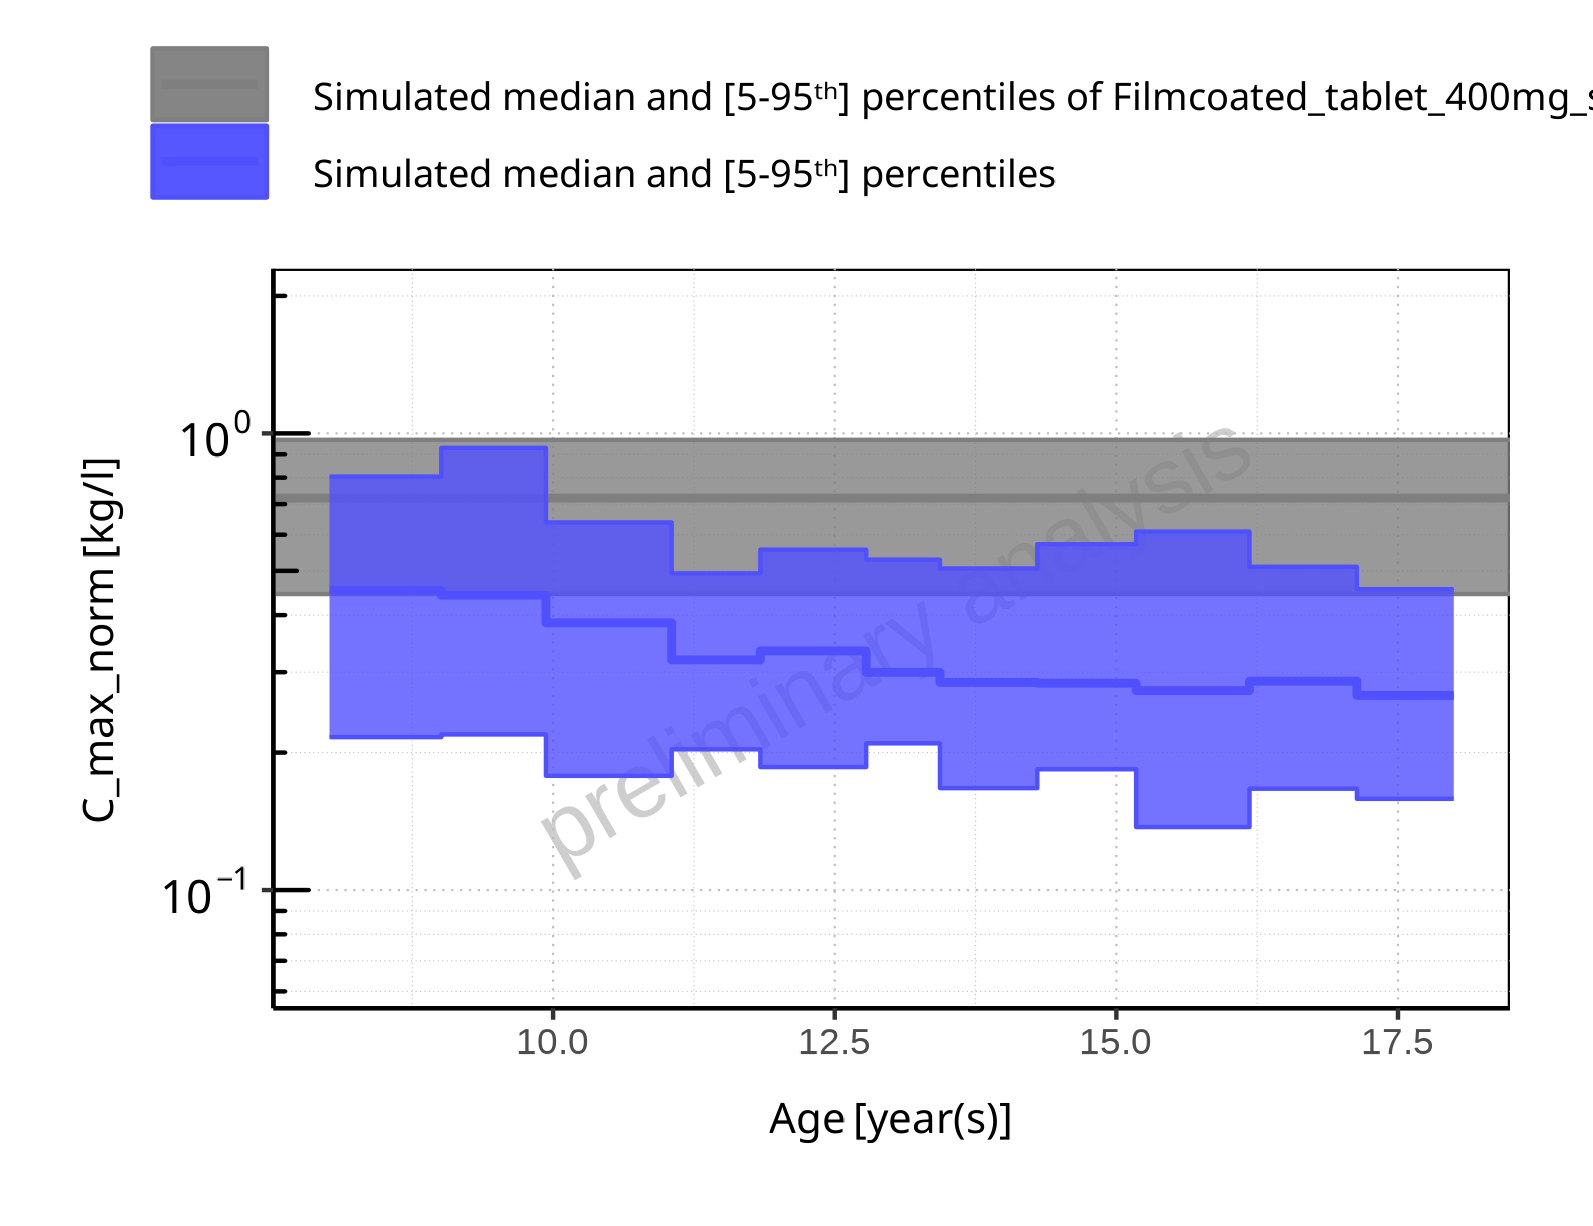 Simulated median and [5-95th] percentiles of Filmcoated_tablet_400mg_s
Simulated median and [5-95th] percentiles
10^0
10^−1
C_max_norm [kg/l]
preliminary analysis
10.0 12.5 15.0 17.5
Age [year(s)]